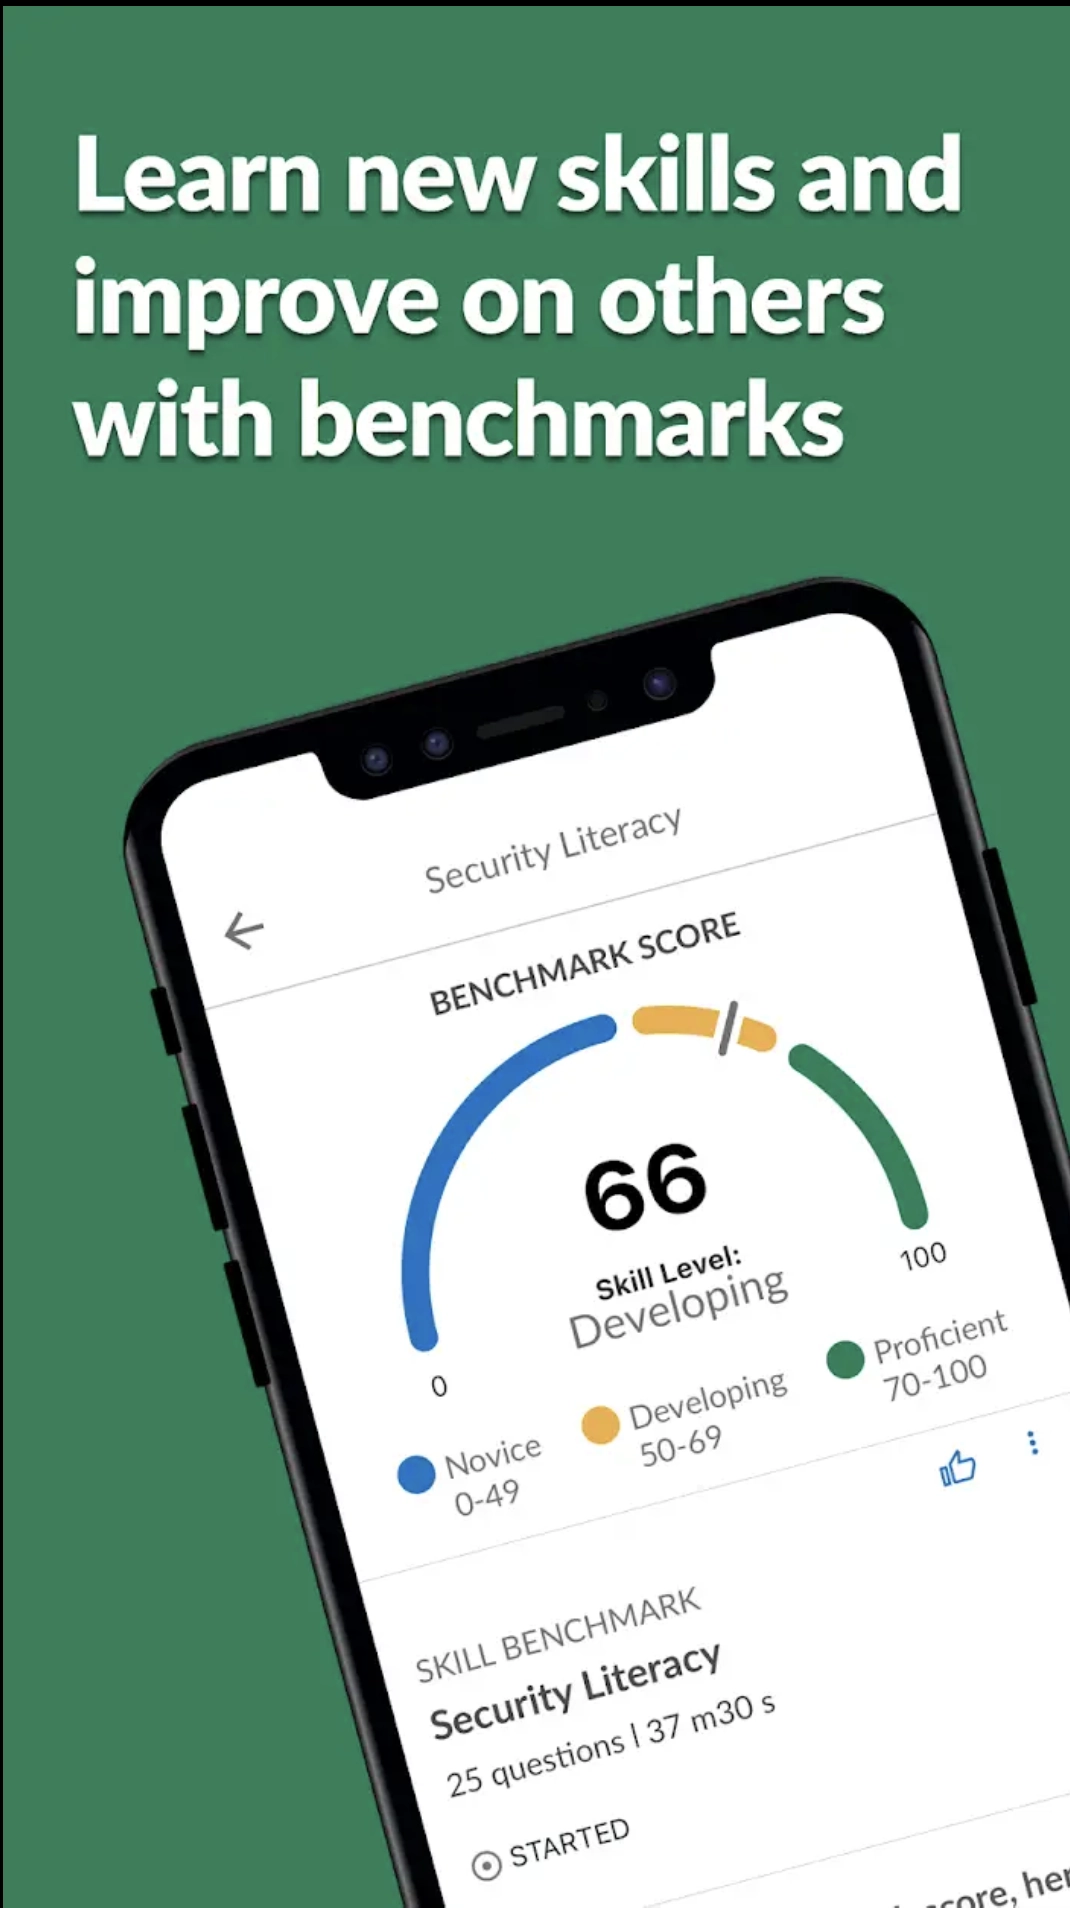 Learn new skills and
improve on others
with benchmarks
Security Literacy
BENCHMARK SCORE
66
Skill Level:
Developing
0
100
Novice
0-49
Developing
50-69
Proficient
70-100
SKILL BENCHMARK
Security Literacy
25 questions | 37 m30 s
STARTED
score, her